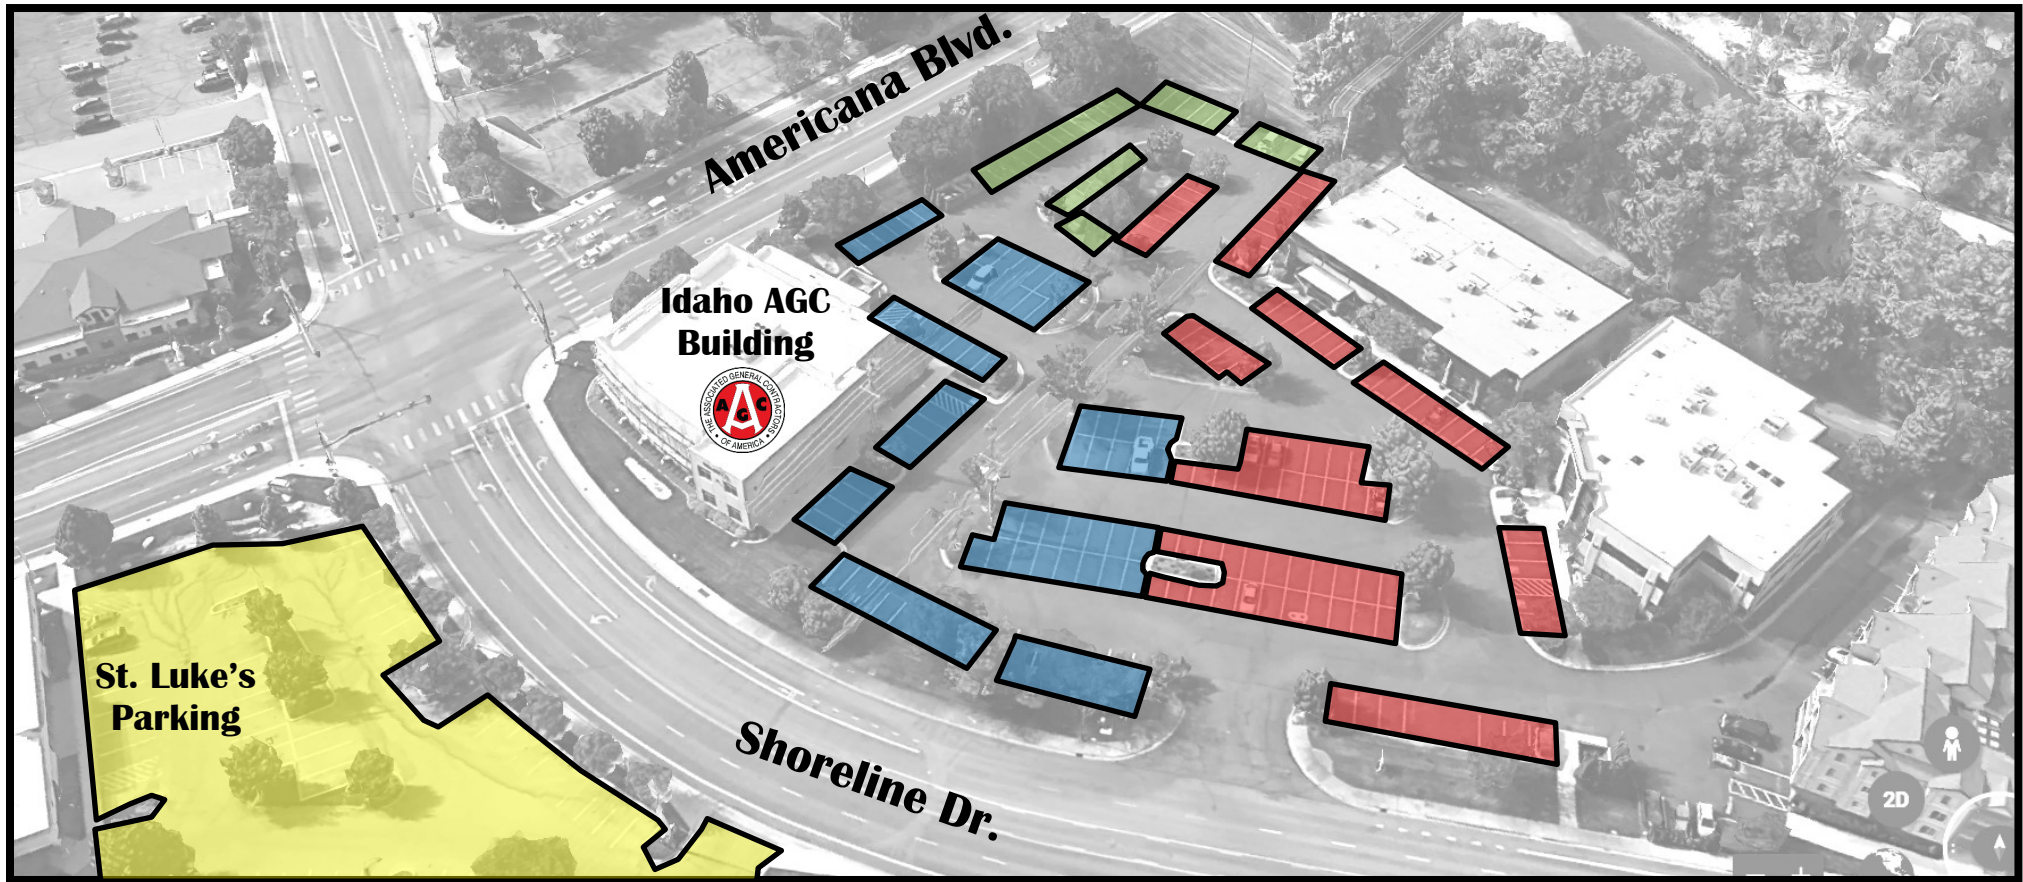 Americana Blvd.
Idaho AGC
Building
THE ASSOCIATED GENERAL CONTRACTORS
OF AMERICA
AGC
St. Luke's
Parking
Shoreline Dr.
2D